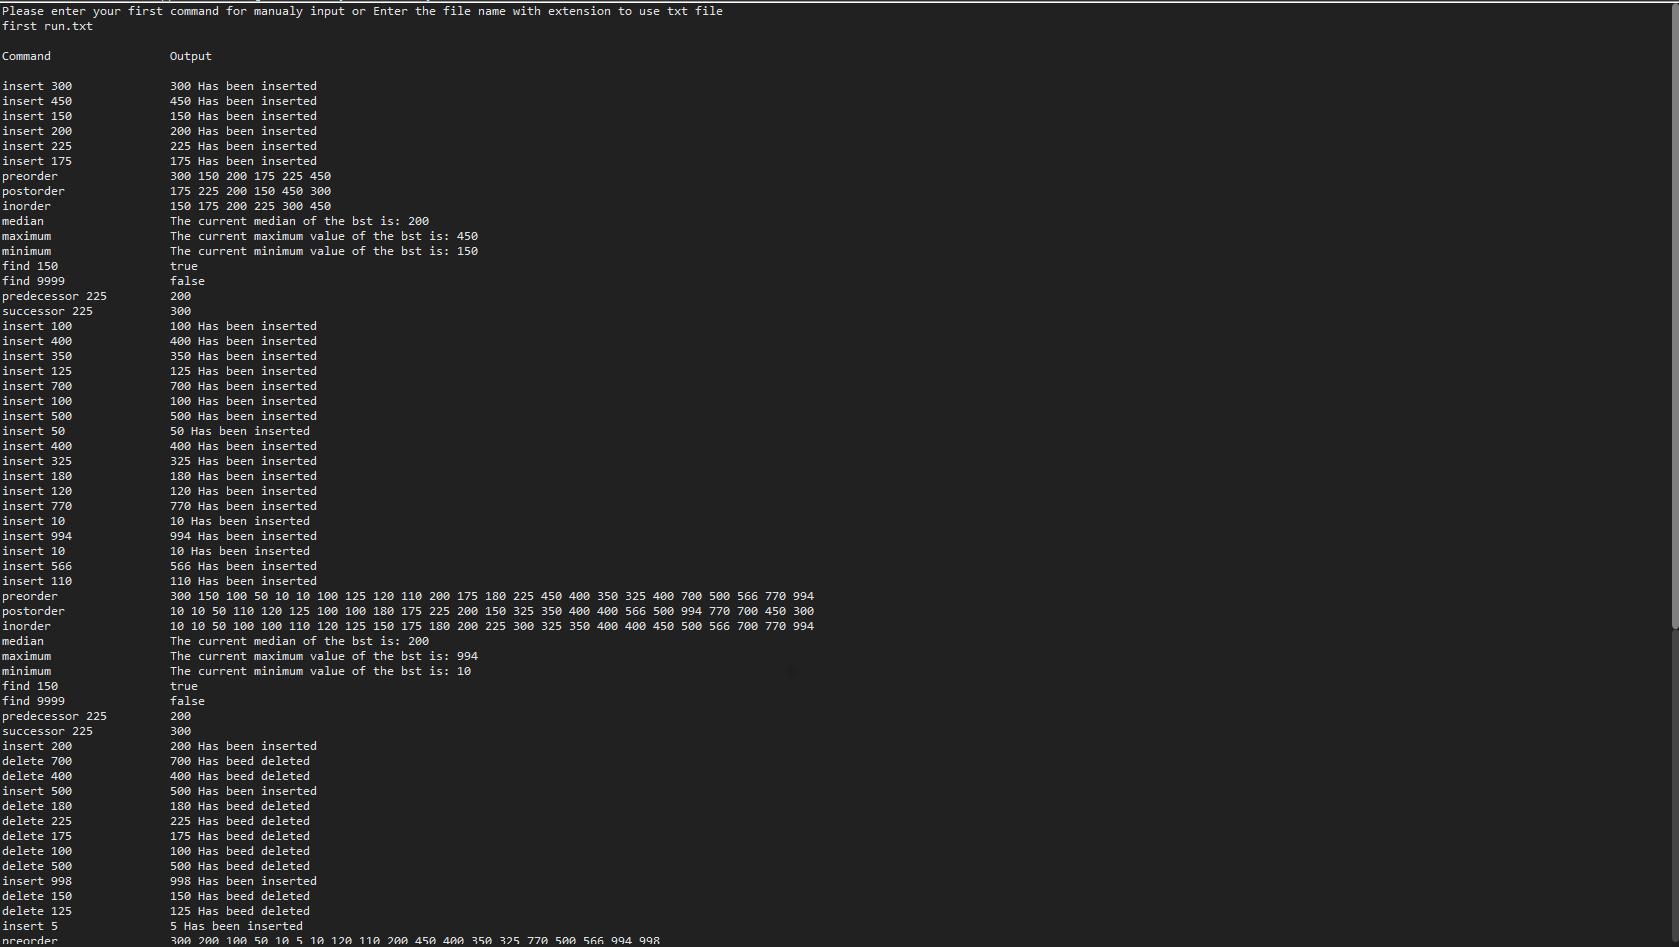 Please enter your first command for manualy input or Enter the file name with extension to use txt file
first run.txt
Command Output
insert 300 300 Has been inserted
insert 450 450 Has been inserted
insert 150 150 Has been inserted
insert 200 200 Has been inserted
insert 225 225 Has been inserted
insert 175 175 Has been inserted
preorder 300 150 200 175 225 450
postorder 175 225 200 150 450 300
inorder 150 175 200 225 300 450
median The current median of the bst is: 200
maximum The current maximum value of the bst is: 450
minimum The current minimum value of the bst is: 150
find 150 true
find 9999 false
predecessor 225 200
successor 225 300
insert 100 100 Has been inserted
insert 400 400 Has been inserted
insert 350 350 Has been inserted
insert 125 125 Has been inserted
insert 700 700 Has been inserted
insert 100 100 Has been inserted
insert 500 500 Has been inserted
insert 50 50 Has been inserted
insert 400 400 Has been inserted
insert 325 325 Has been inserted
insert 180 180 Has been inserted
insert 120 120 Has been inserted
insert 770 770 Has been inserted
insert 10 10 Has been inserted
insert 994 994 Has been inserted
insert 10 10 Has been inserted
insert 566 566 Has been inserted
insert 110 110 Has been inserted
preorder 300 150 100 50 10 10 100 125 120 110 200 175 180 225 450 400 350 325 400 700 500 566 770 994
postorder 10 10 50 110 120 125 100 100 180 175 225 200 150 325 350 400 400 566 500 994 770 700 450 300
inorder 10 10 50 100 100 110 120 125 150 175 180 200 225 300 325 350 400 400 450 500 566 700 770 994
median The current median of the bst is: 200
maximum The current maximum value of the bst is: 994
minimum The current minimum value of the bst is: 10
find 150 true
find 9999 false
predecessor 225 200
successor 225 300
insert 200 200 Has been inserted
delete 700 700 Has beed deleted
delete 400 400 Has beed deleted
insert 500 500 Has been inserted
delete 180 180 Has beed deleted
delete 225 225 Has beed deleted
delete 175 175 Has beed deleted
delete 100 100 Has beed deleted
delete 500 500 Has beed deleted
insert 998 998 Has been inserted
delete 150 150 Has beed deleted
delete 125 125 Has beed deleted
insert 5 5 Has been inserted
preorder 300 200 100 50 10 5 10 120 110 200 450 400 350 325 770 500 566 994 998